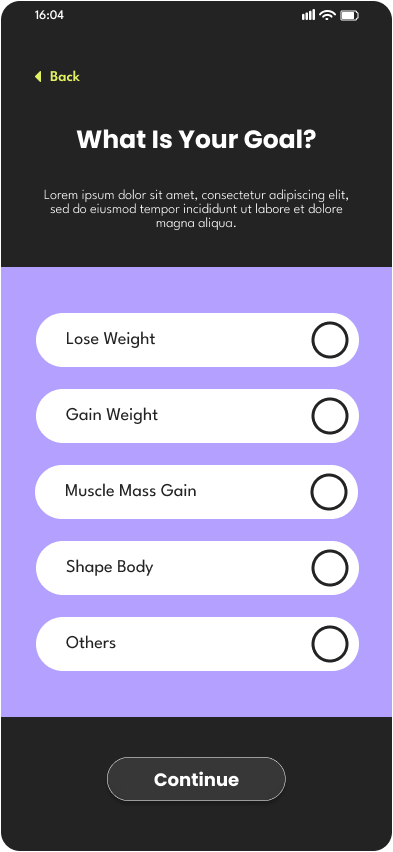 16:04
Back
What Is Your Goal?
Lorem ipsum dolor sit amet, consectetur adipiscing elit,
sed do eiusmod tempor incididunt ut labore et dolore
magna aliqua.
Lose Weight
Gain Weight
Muscle Mass Gain
Shape Body
Others
Continue